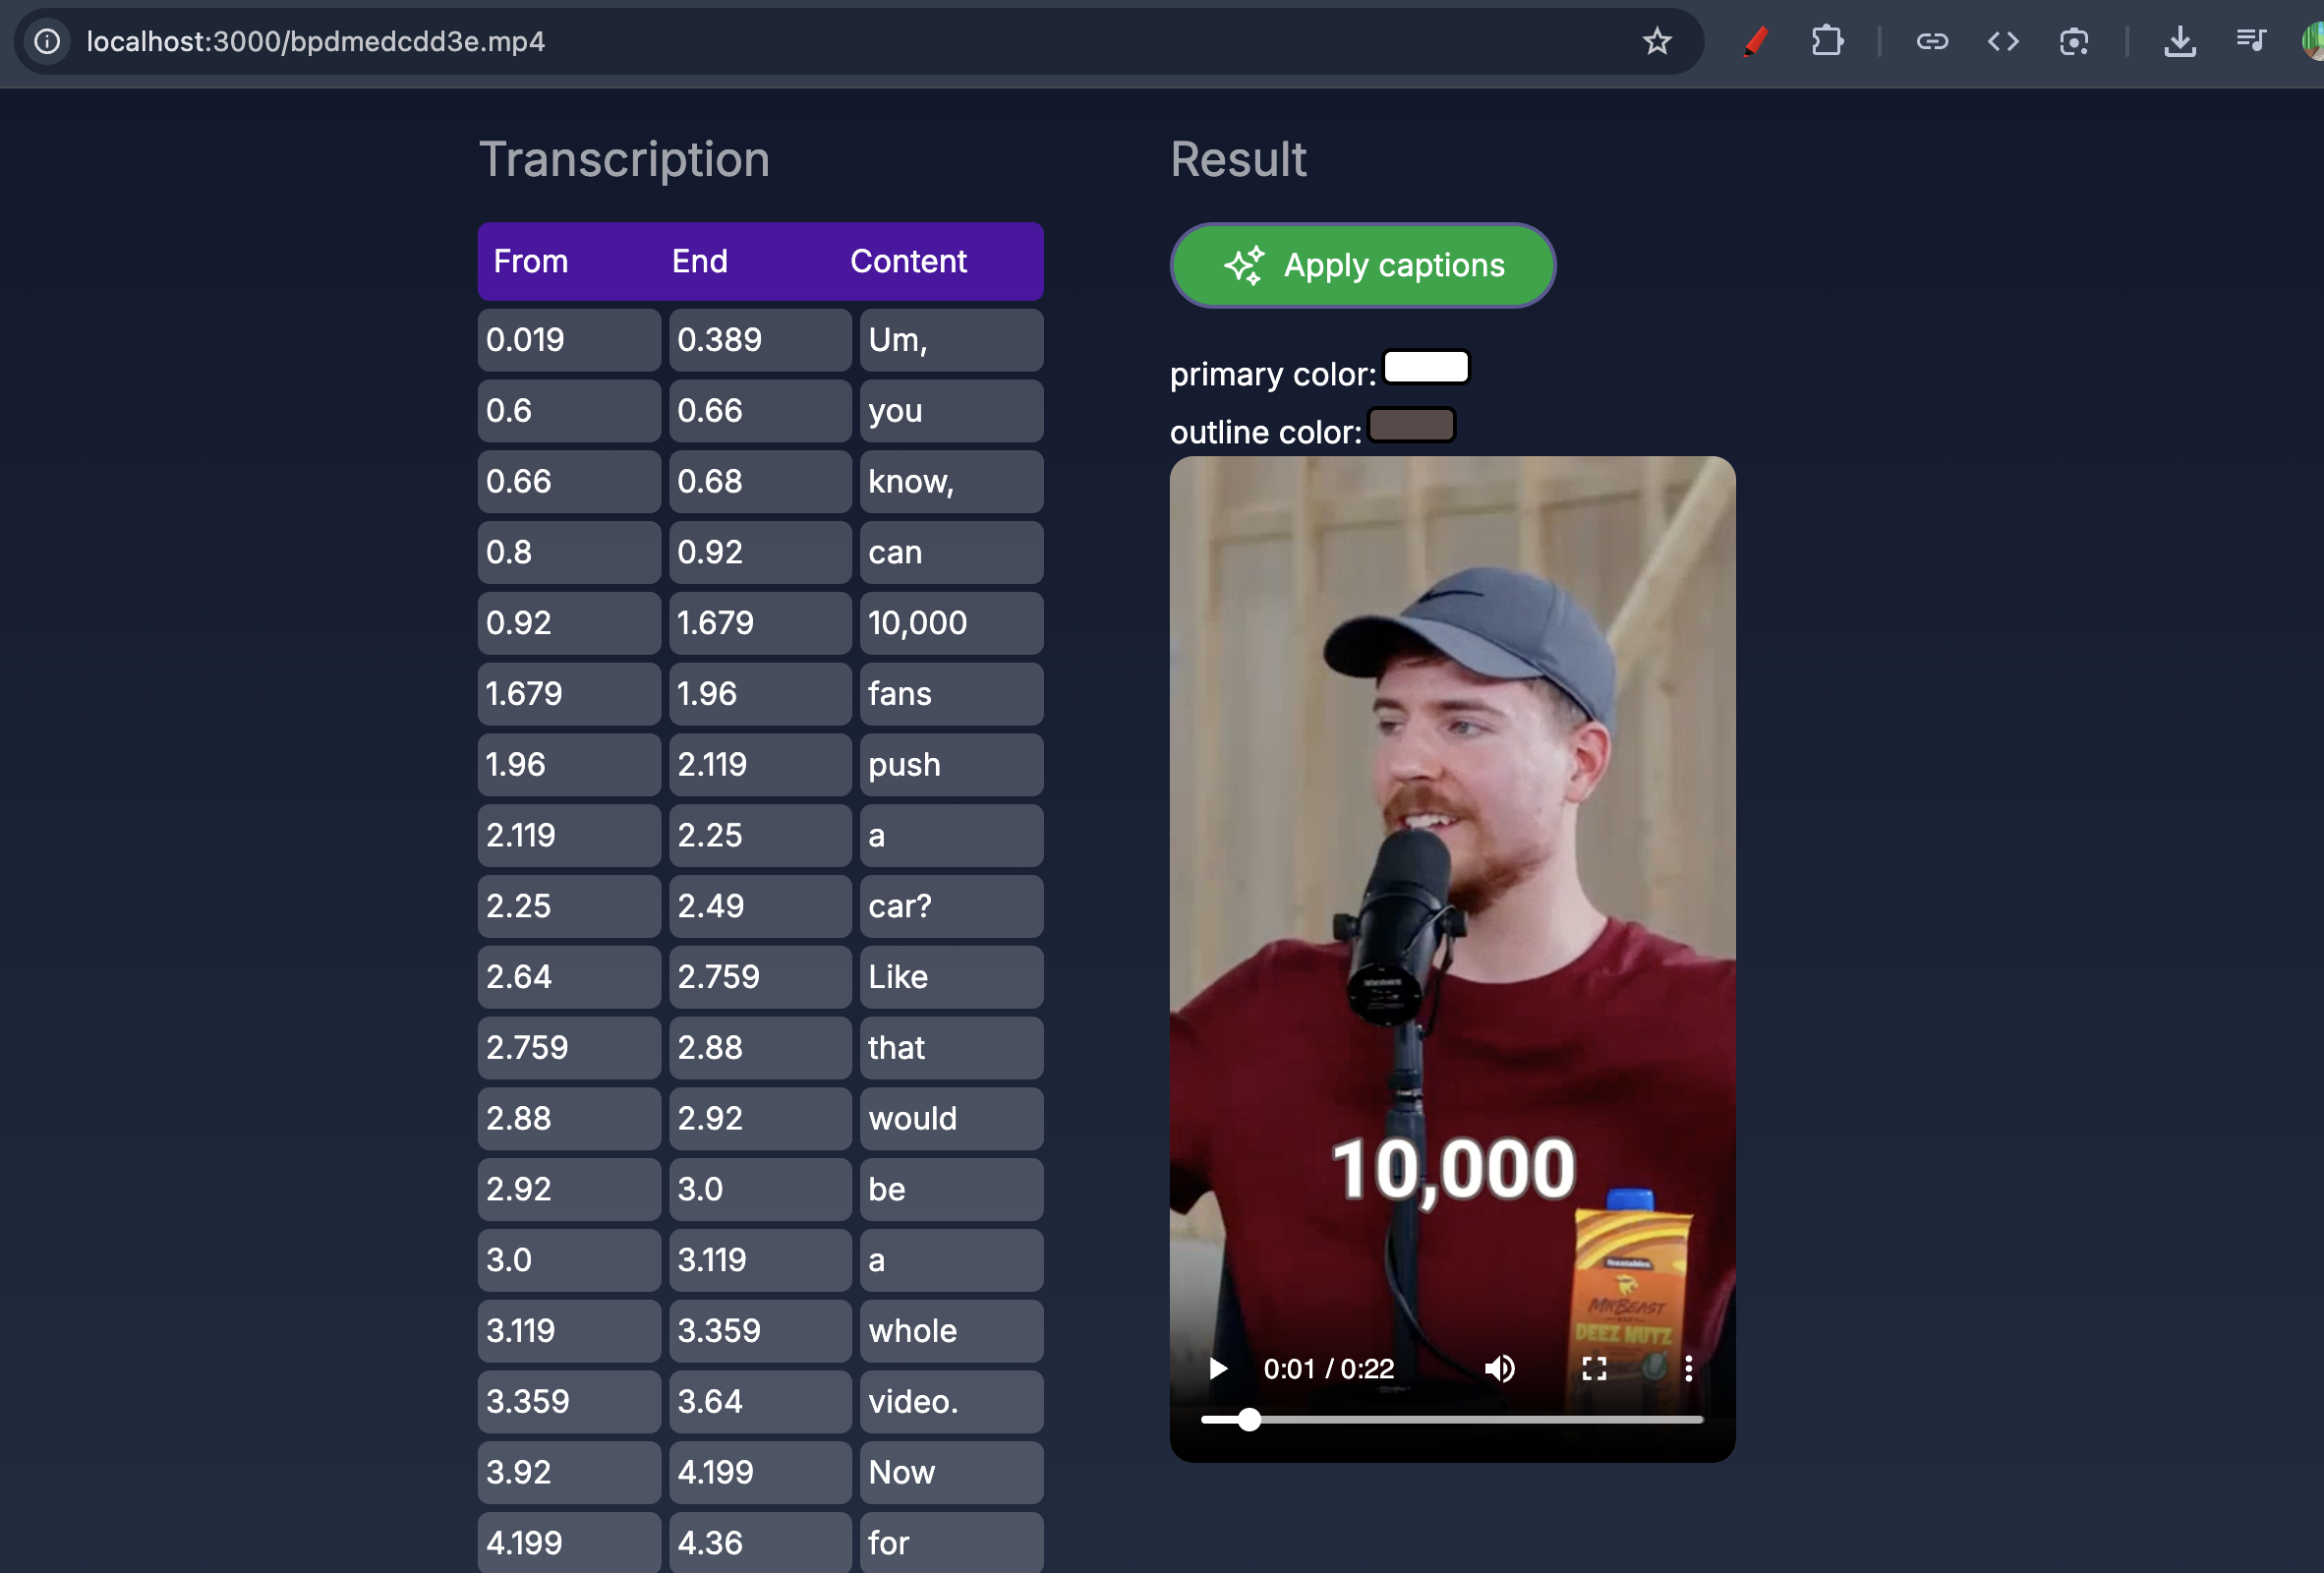 localhost:3000/bpdmedcdd3e.mp4
Transcription
From End Content
0.019 0.389 Um,
0.6 0.66 you
0.66 0.68 know,
0.8 0.92 can
0.92 1.679 10,000
1.679 1.96 fans
1.96 2.119 push
2.119 2.25 a
2.25 2.49 car?
2.64 2.759 Like
2.759 2.88 that
2.88 2.92 would
2.92 3.0 be
3.0 3.119 a
3.119 3.359 whole
3.359 3.64 video.
3.92 4.199 Now
4.199 4.36 for
Result
Apply captions
primary color:
outline color:
10,000
feastables
MRBEAST
DEEZ NUTZ
0:01 / 0:22